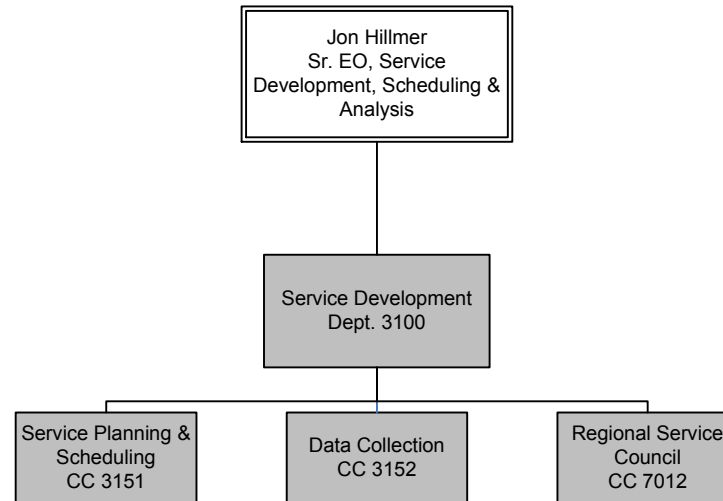 Jon Hillmer
Sr. EO, Service
Development, Scheduling &
Analysis
Service Development
Dept. 3100
Service Planning &
Scheduling
CC 3151
Data Collection
CC 3152
Regional Service
Council
CC 7012